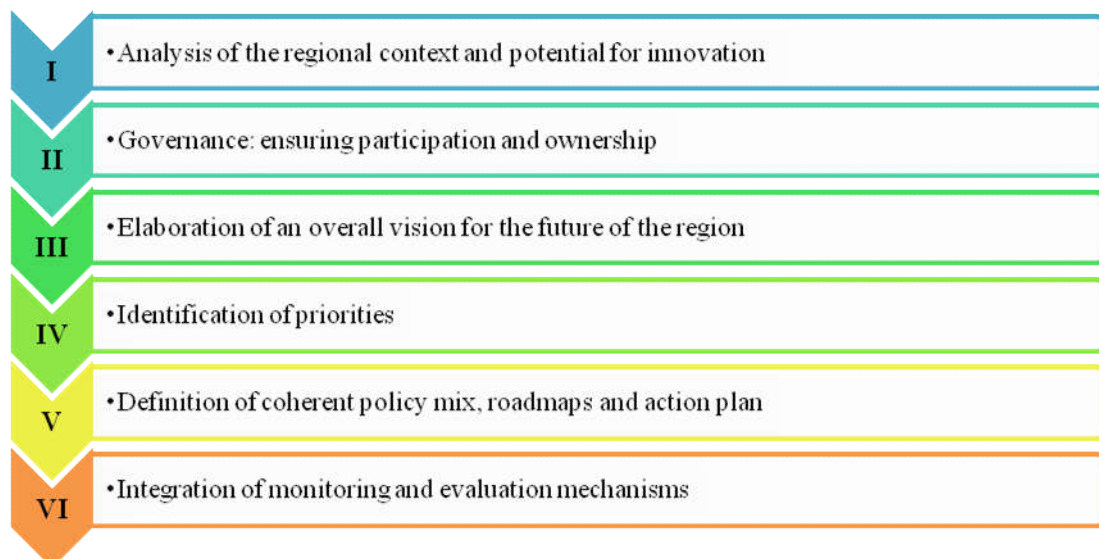 I
•Analysis of the regional context and potential for innovation
II
•Governance: ensuring participation and ownership
III
•Elaboration of an overall vision for the future of the region
IV
•Identification of priorities
V
•Definition of coherent policy mix, roadmaps and action plan
VI
•Integration of monitoring and evaluation mechanisms